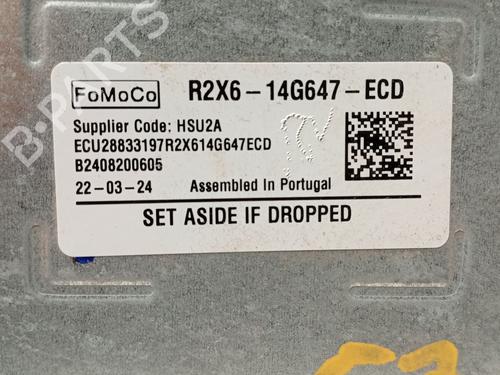 FoMoCo R2X6-14G647-ECD
Supplier Code: HSU2A
ECU28833197R2X614G647ECD
B2408200605
22-03-24 Assembled In Portugal
SET ASIDE IF DROPPED
B-PARTS